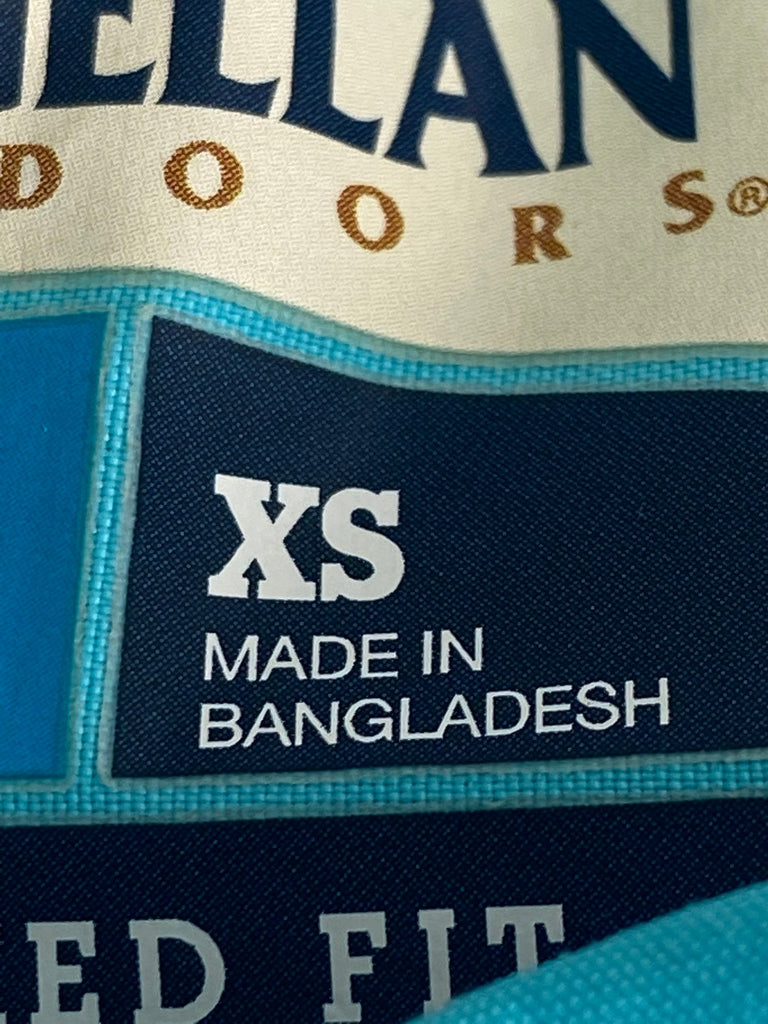 ELLAN
DOORS®
XS
MADE IN
BANGLADESH
ED FIT